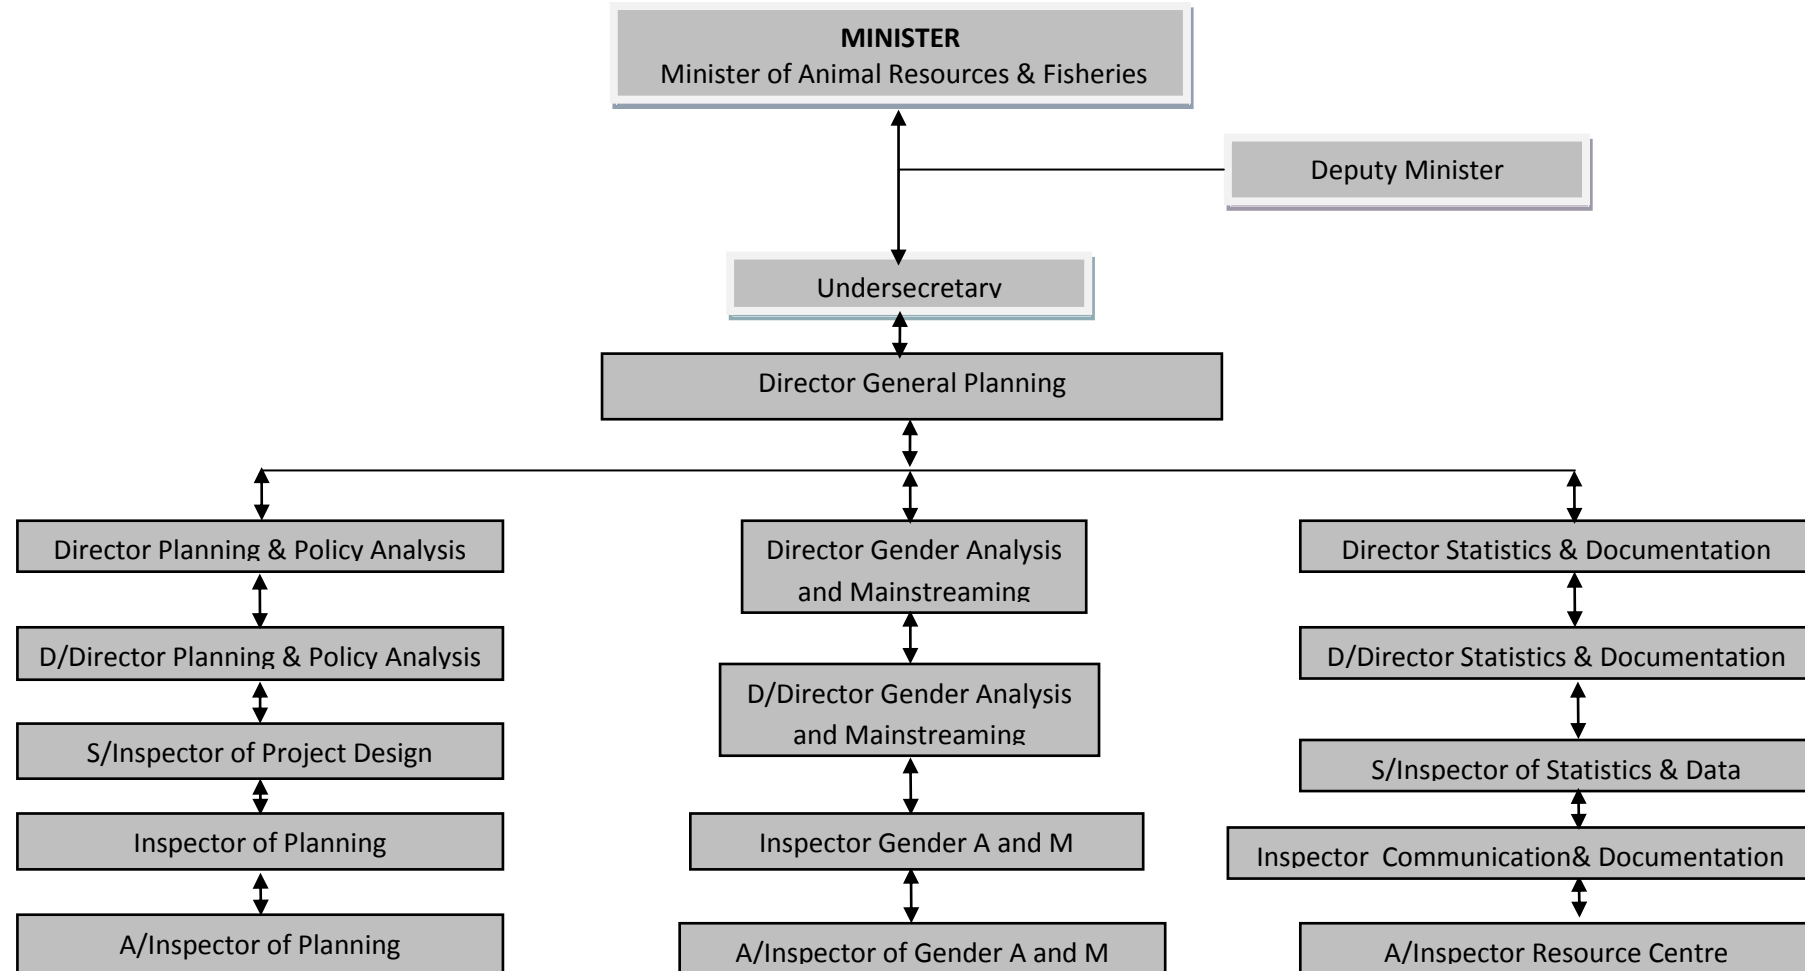 MINISTER
Minister of Animal Resources & Fisheries
Deputy Minister
Undersecretary
Director General Planning
Director Planning & Policy Analysis
D/Director Planning & Policy Analysis
S/Inspector of Project Design
Inspector of Planning
A/Inspector of Planning
Director Gender Analysis
and Mainstreaming
D/Director Gender Analysis
and Mainstreaming
Inspector Gender A and M
A/Inspector of Gender A and M
Director Statistics & Documentation
D/Director Statistics & Documentation
S/Inspector of Statistics & Data
Inspector Communication& Documentation
A/Inspector Resource Centre